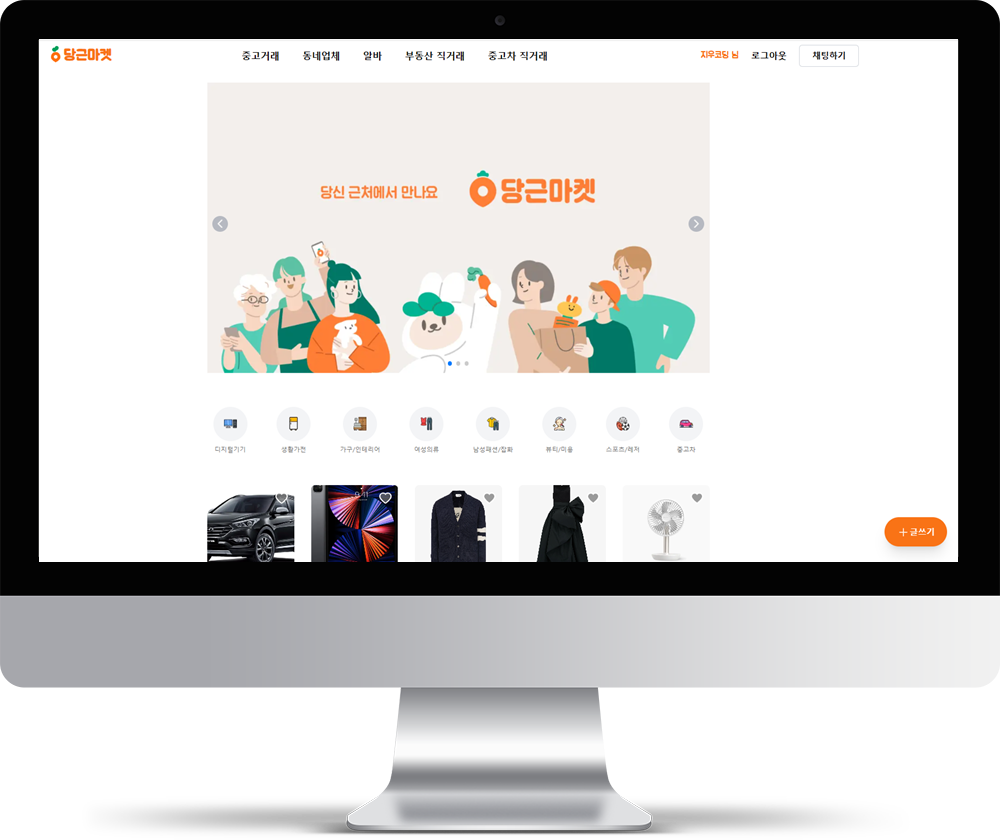 당근마켓
중고거래 동네업체 알바 부동산 직거래 중고차 직거래
지우코딩 님 로그아웃 채팅하기
당신 근처에서 만나요 당근마켓
디지털기기 생활가전 가구/인테리어 여성의류 남성패션/잡화 뷰티/미용 스포츠/레저 중고차
9:41
+ 글쓰기